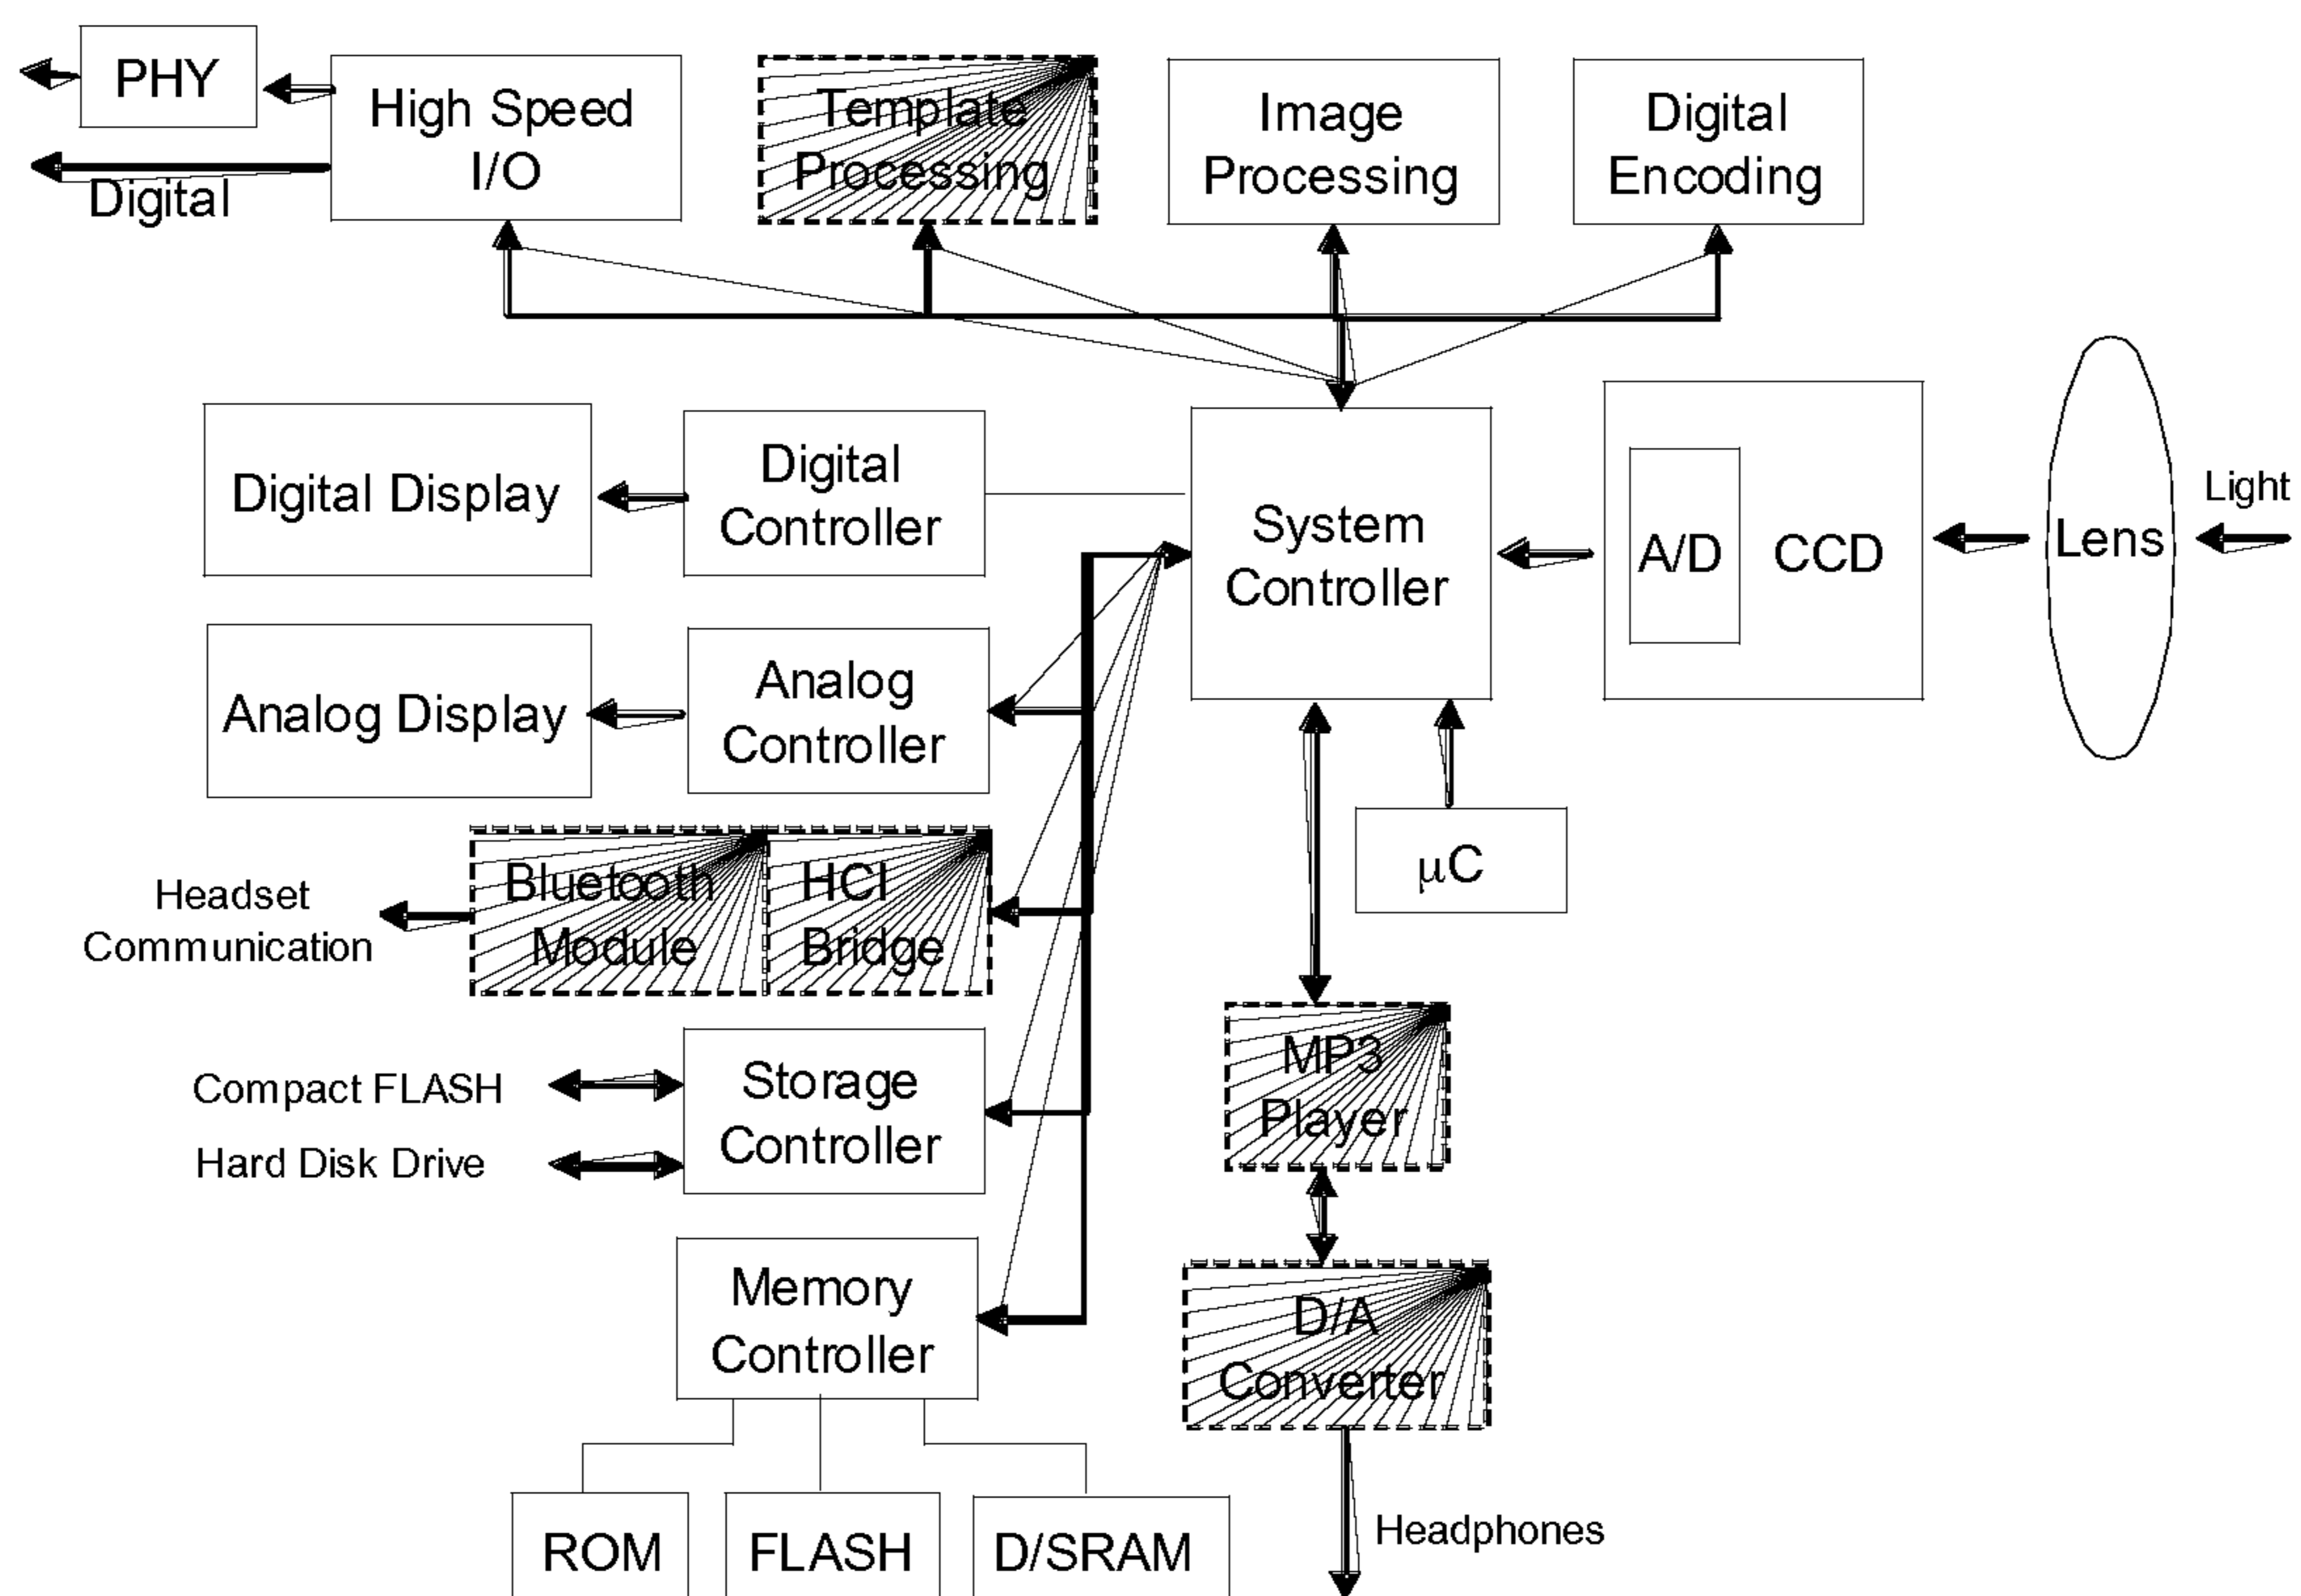 PHY
High Speed
I/O
Digital
Template
Processing
Image
Processing
Digital
Encoding
Digital Display
Digital
Controller
System
Controller
A/D
CCD
Lens
Light
Analog Display
Analog
Controller
μC
Headset
Communication
Bluetooth
Module
HCI
Bridge
Compact FLASH
Hard Disk Drive
Storage
Controller
MP3
Player
Memory
Controller
D/A
Converter
ROM
FLASH
D/SRAM
Headphones